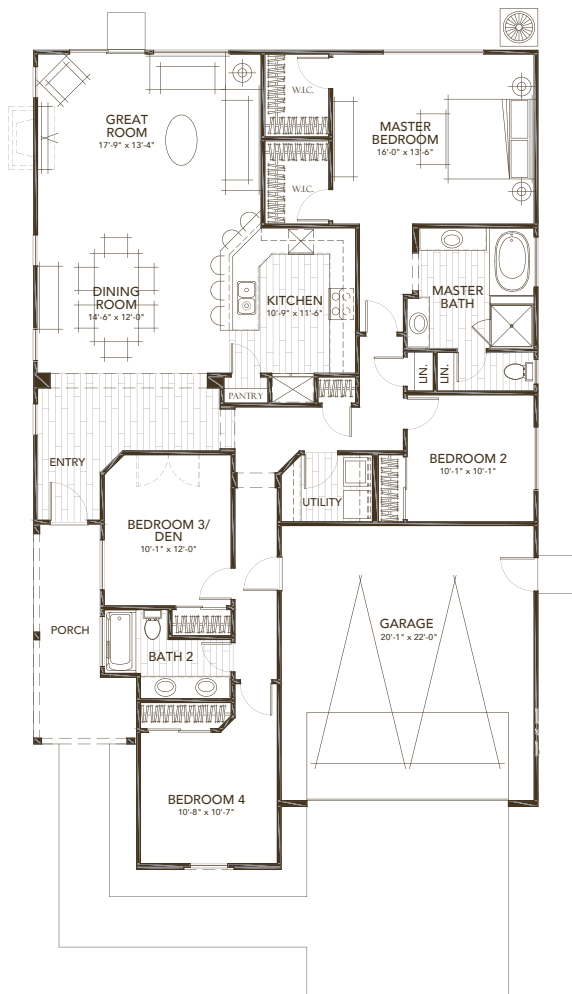 W.I.C.
GREAT
ROOM
17'-9" x 13'-4"
MASTER
BEDROOM
16'-0" x 13'-6"
W.I.C.
DINING
ROOM
14'-6" x 12'-0"
KITCHEN
10'-9" x 11'-6"
MASTER
BATH
LIN.
LIN.
PANTRY
ENTRY
BEDROOM 2
10'-1" x 10'-1"
UTILITY
BEDROOM 3/
DEN
10'-1" x 12'-0"
PORCH
GARAGE
20'-1" x 22'-0"
BATH 2
BEDROOM 4
10'-8" x 10'-7"